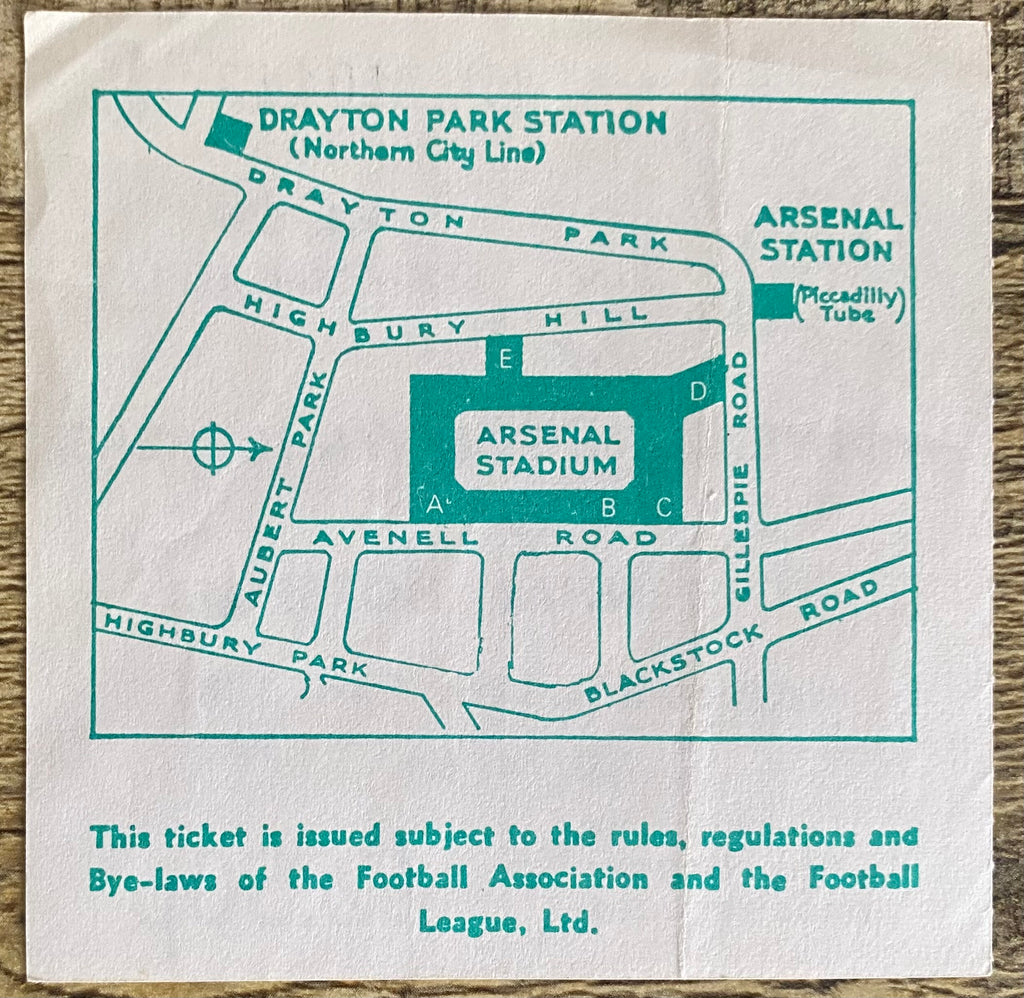 DRAYTON PARK STATION
(Northern City Line)
DRAYTON PARK
ARSENAL
STATION
(Piccadilly
Tube)
HIGHBURY HILL
E
D
ARSENAL
STADIUM
A
B
C
AUBERT PARK
GILLESPIE ROAD
AVENELL ROAD
HIGHBURY PARK
BLACKSTOCK ROAD
This ticket is issued subject to the rules, regulations and
Bye-laws of the Football Association and the Football
League, Ltd.